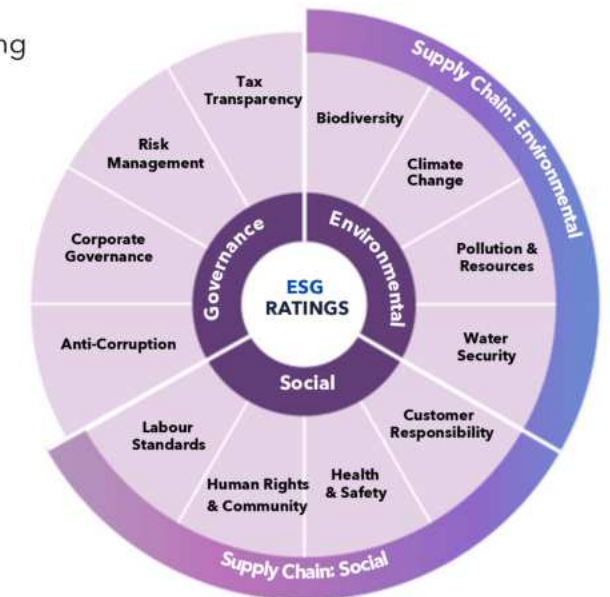 ng
Tax
Transparency
Biodiversity
Supply Chain: Environmental
Risk
Management
Climate
Change
Corporate
Governance
Governance
Environmental
Pollution &
Resources
ESG
RATINGS
Anti-Corruption
Water
Security
Social
Labour
Standards
Customer
Responsibility
Human Rights
& Community
Health
& Safety
Supply Chain: Social